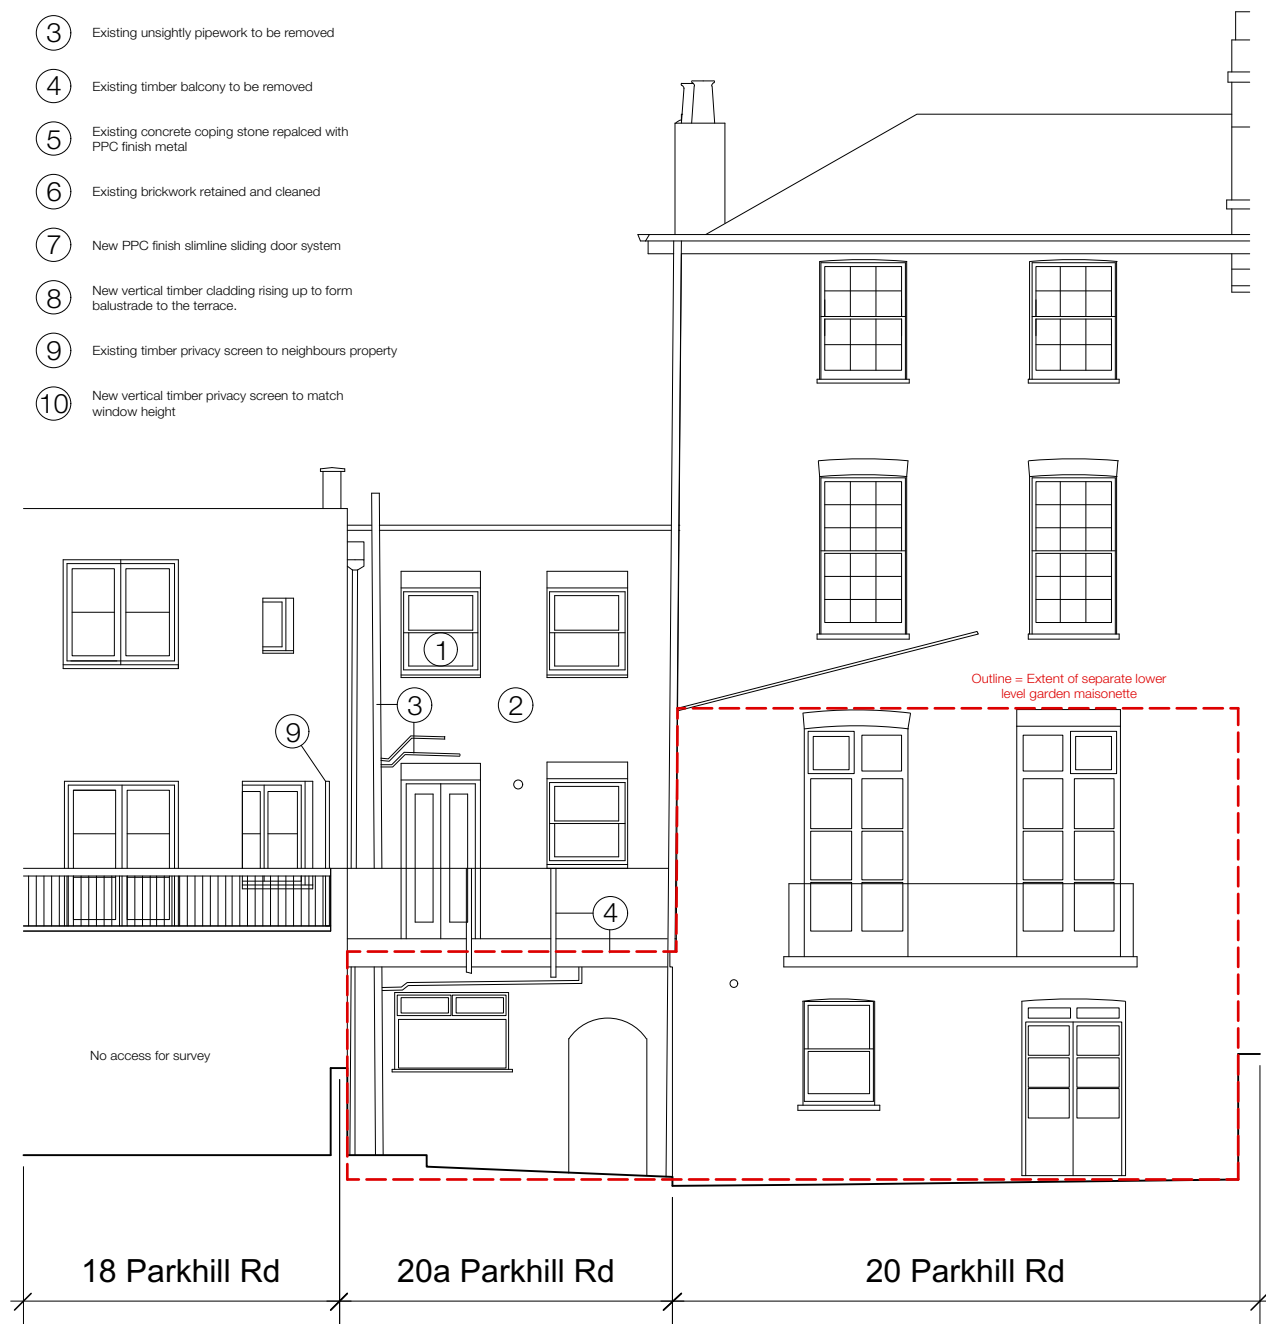 3 Existing unsightly pipework to be removed
4 Existing timber balcony to be removed
5 Existing concrete coping stone repalced with
PPC finish metal
6 Existing brickwork retained and cleaned
7 New PPC finish slimline sliding door system
8 New vertical timber cladding rising up to form
balustrade to the terrace.
9 Existing timber privacy screen to neighbours property
10 New vertical timber privacy screen to match
window height
1
2
3
9
4
Outline = Extent of separate lower
level garden maisonette
No access for survey
18 Parkhill Rd
20a Parkhill Rd
20 Parkhill Rd